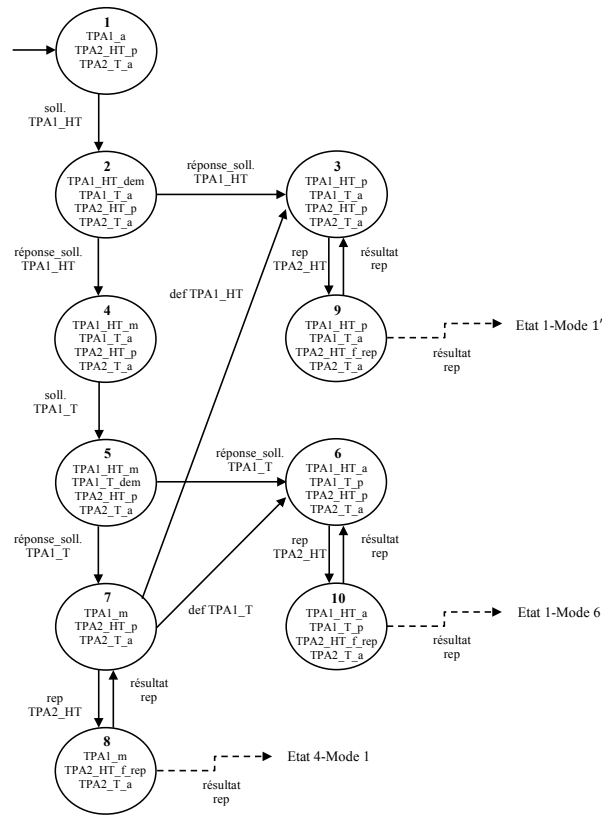 1
TPA1_a
TPA2_HT_p
TPA2_T_a
soll.
TPA1_HT
2
TPA1_HT_dem
TPA1_T_a
TPA2_HT_p
TPA2_T_a
réponse_soll.
TPA1_HT
3
TPA1_HT_p
TPA1_T_a
TPA2_HT_p
TPA2_T_a
réponse_soll.
TPA1_HT
def TPA1_HT
rep
TPA2_HT
résultat
rep
4
TPA1_HT_m
TPA1_T_a
TPA2_HT_p
TPA2_T_a
9
TPA1_HT_p
TPA1_T_a
TPA2_HT_f_rep
TPA2_T_a
Etat 1-Mode 1'
résultat
rep
soll.
TPA1_T
5
TPA1_HT_m
TPA1_T_dem
TPA2_HT_p
TPA2_T_a
réponse_soll.
TPA1_T
6
TPA1_HT_a
TPA1_T_p
TPA2_HT_p
TPA2_T_a
réponse_soll.
TPA1_T
rep
TPA2_HT
résultat
rep
7
TPA1_m
TPA2_HT_p
TPA2_T_a
def TPA1_T
10
TPA1_HT_a
TPA1_T_p
TPA2_HT_f_rep
TPA2_T_a
Etat 1-Mode 6
résultat
rep
rep
TPA2_HT
résultat
rep
8
TPA1_m
TPA2_HT_f_rep
TPA2_T_a
Etat 4-Mode 1
résultat
rep